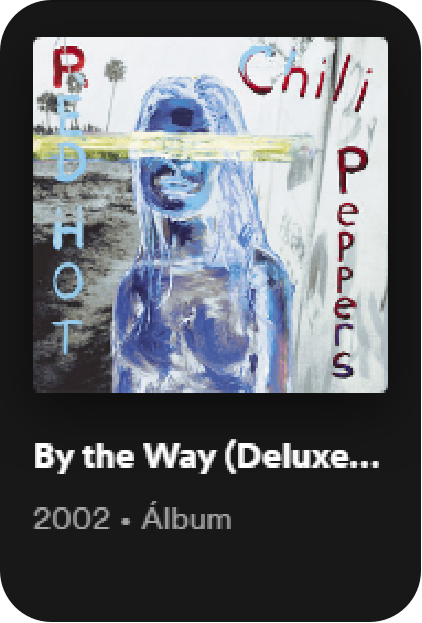 RED HOT
Chili
Peppers
By the Way (Deluxe...
2002 • Álbum